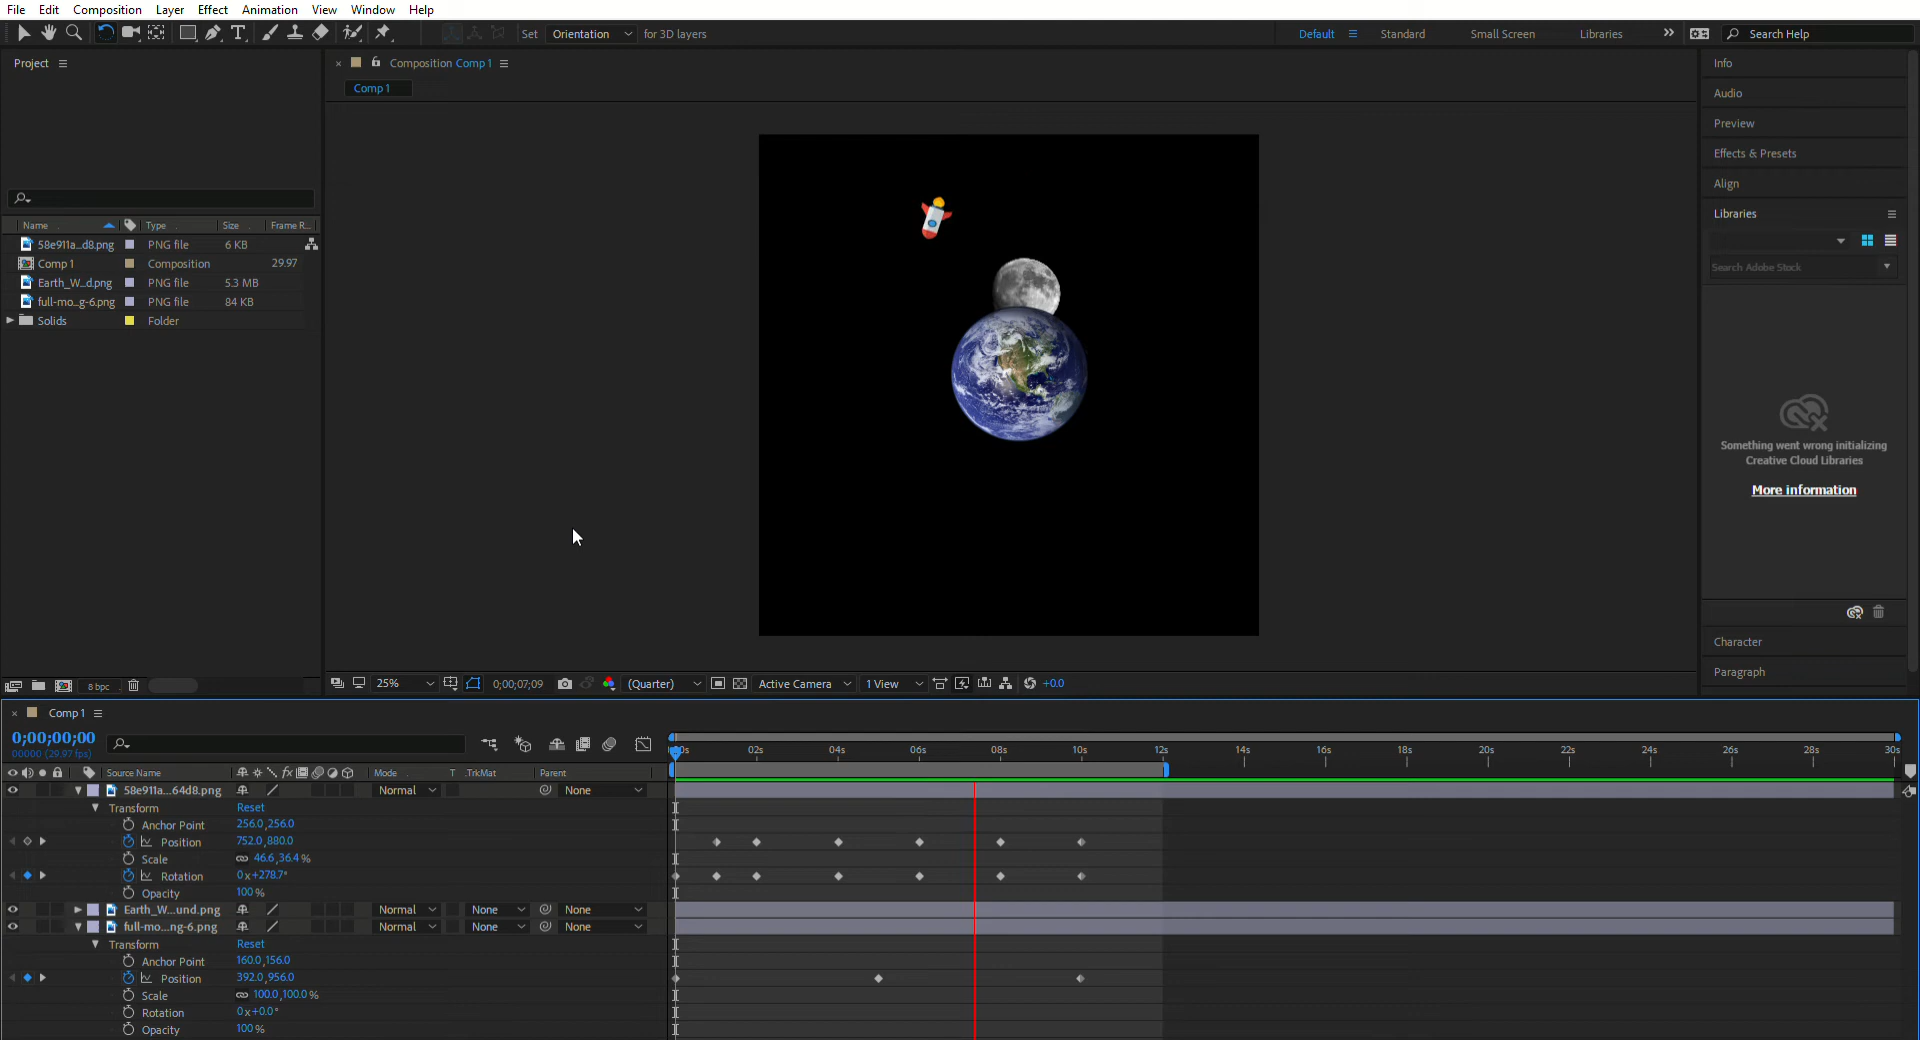 File Edit Composition Layer Effect Animation View Window Help
Set Orientation for 3D layers Default Standard Small Screen Libraries » Search Help
Project
Name Type Size Frame R...
58e911a...d8.png PNG file 6 KB
Comp 1 Composition 29.97
Earth_W...d.png PNG file 5.3 MB
full-mo...g-6.png PNG file 84 KB
Solids Folder
8 bpc
× Composition Comp 1
Comp 1
25% 0;00;07;09 (Quarter) Active Camera 1 View +0.0
Info
Audio
Preview
Effects & Presets
Align
Libraries
Search Adobe Stock
Something went wrong initializing
Creative Cloud Libraries
More information
Character
Paragraph
× Comp 1
0;00;00;00
00000 (29.97 fps)
00s 02s 04s 06s 08s 10s 12s 14s 16s 18s 20s 22s 24s 26s 28s 30s
Source Name fx Mode T .TrkMat Parent
58e911a...64d8.png Normal None
Transform Reset
Anchor Point 256.0,256.0
Position 752.0,880.0
Scale 46.6,36.4 %
Rotation 0x+278.7°
Opacity 100 %
Earth_W...und.png Normal None None
full-mo...ng-6.png Normal None None
Transform Reset
Anchor Point 160.0,156.0
Position 392.0,956.0
Scale 100.0,100.0 %
Rotation 0x+0.0°
Opacity 100 %